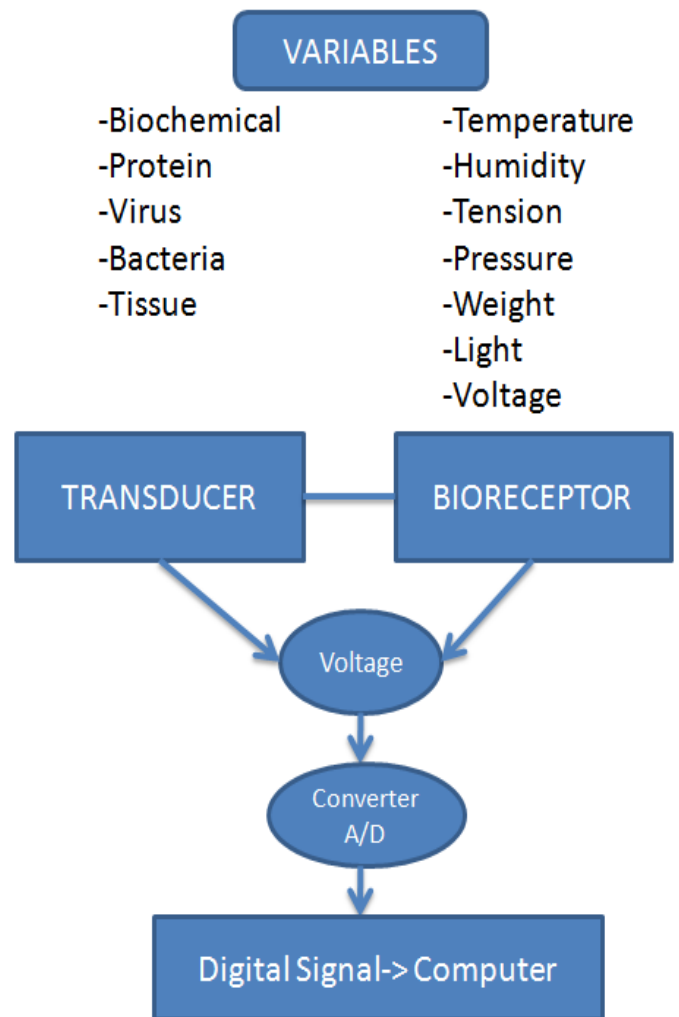 VARIABLES
-Biochemical
-Protein
-Virus
-Bacteria
-Tissue
-Temperature
-Humidity
-Tension
-Pressure
-Weight
-Light
-Voltage
TRANSDUCER
BIORECEPTOR
Voltage
Converter
A/D
Digital Signal-> Computer